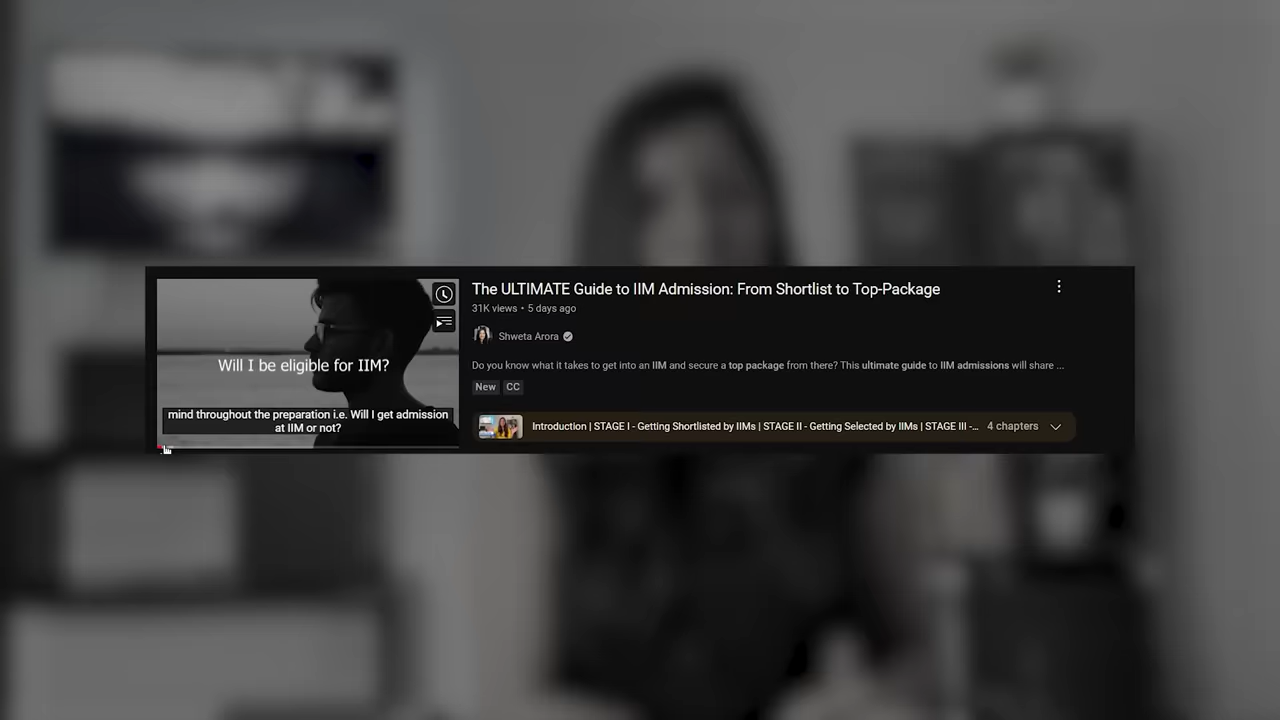 The ULTIMATE Guide to IIM Admission: From Shortlist to Top-Package
31K views • 5 days ago
Shweta Arora
Do you know what it takes to get into an IIM and secure a top package from there? This ultimate guide to IIM admissions will share ...
New CC
Introduction | STAGE I - Getting Shortlisted by IIMs | STAGE II - Getting Selected by IIMs | STAGE III -... 4 chapters
Will I be eligible for IIM?
mind throughout the preparation i.e. Will I get admission
at IIM or not?